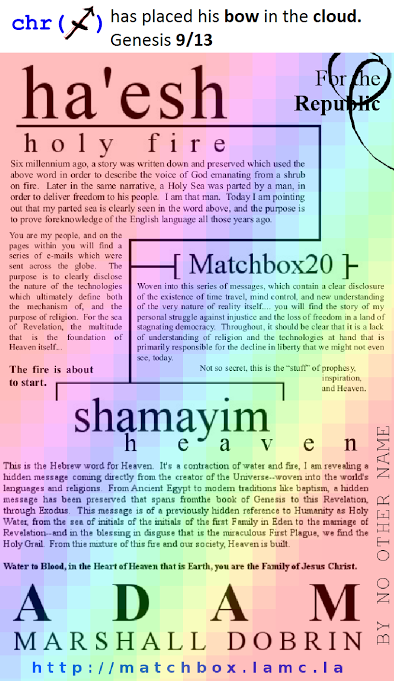 chr(♐) has placed his bow in the cloud.
Genesis 9/13
ha'esh
For the
Republic
holy fire
Six millennium ago, a story was written down and preserved which used the
above word in order to describe the voice of God emanating from a shrub
on fire. Later in the same narrative, a Holy Sea was parted by a man, in
order to deliver freedom to his people. I am that man. Today I am pointing
out that my parted sea is clearly seen in the word above, and the purpose is
to prove foreknowledge of the English language all those years ago.
You are my people, and on the
pages within you will find a
series of e-mails which were
sent across the globe. The
purpose is to clearly disclose
the nature of the technologies
which ultimately define both
the mechanism of, and the
purpose of religion. For the sea
of Revelation, the multitude
that is the foundation of
Heaven itself...
The fire is about
to start.
[ Matchbox20 ]
Woven into this series of messages, which contain a clear disclosure
of the existence of time travel, mind control, and new understanding
of the very nature of reality itself.... you will find the story of my
personal struggle against injustice and the loss of freedom in a land of
stagnating democracy. Throughout, it should be clear that it is a lack
of understanding of religion and the technologies at hand that is
primarily responsible for the decline in liberty that we might not even
see, today.
Not so secret, this is the “stuff” of prophesy,
inspiration,
and Heaven.
shamayim
heaven
This is the Hebrew word for Heaven. It's a contraction of water and fire, I am revealing a
hidden message coming directly from the creator of the Universe--woven into the world's
languages and religions. From Ancient Egypt to modern traditions like baptism, a hidden
message has been preserved that spans fromthe book of Genesis to this Revelation,
through Exodus. This message is of a previously hidden reference to Humanity as Holy
Water, from the sea of initials of the initials of the first Family in Eden to the marriage of
Revelation--and in the blessing in disguse that is the miraculous First Plague, we find the
Holy Grail. From the mixture of this fire and our society, Heaven is built.
Water to Blood, in the Heart of Heaven that is Earth, you are the Family of Jesus Christ.
ADAM
MARSHALL DOBRIN
BY NO OTHER NAME
http://matchbox.lamc.la